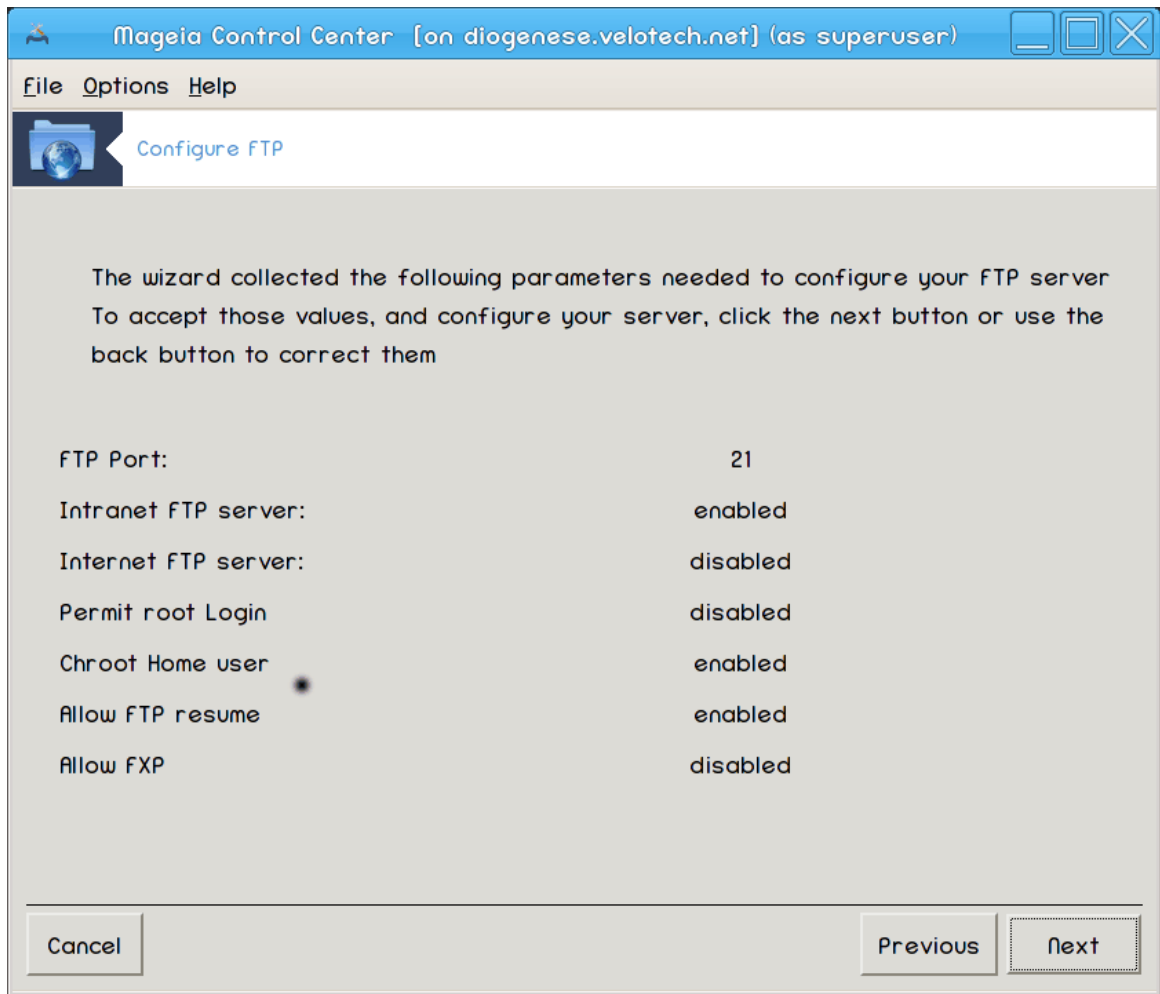 Mageia Control Center [on diogenese.velotech.net] (as superuser)
File Options Help
Configure FTP
The wizard collected the following parameters needed to configure your FTP server
To accept those values, and configure your server, click the next button or use the
back button to correct them
FTP Port: 21
Intranet FTP server: enabled
Internet FTP server: disabled
Permit root Login disabled
Chroot Home user enabled
Allow FTP resume enabled
Allow FXP disabled
Cancel Previous Next